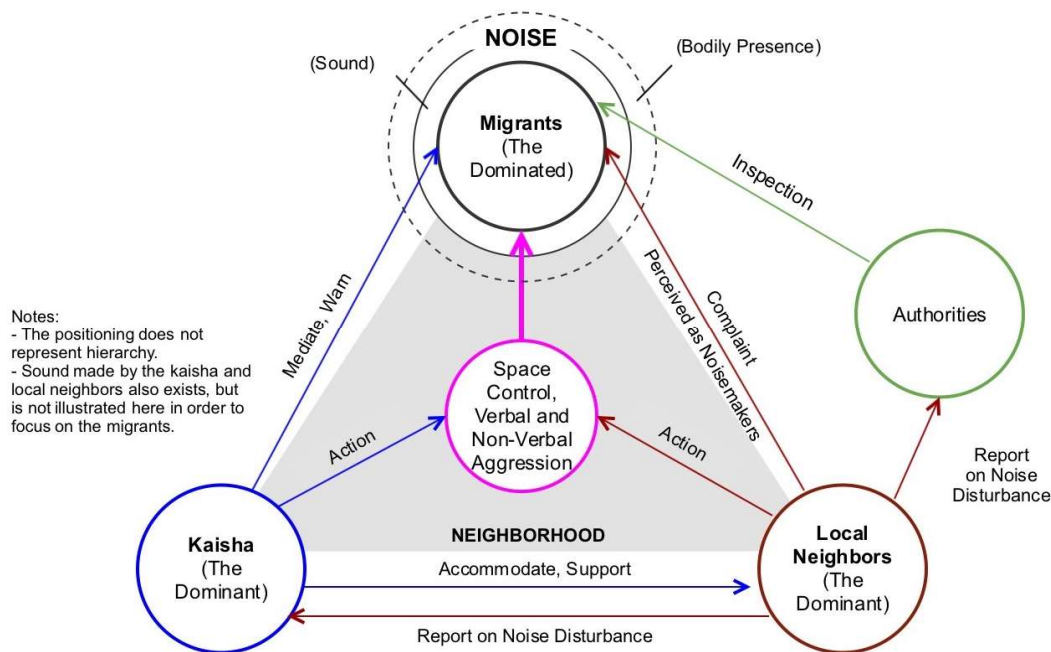 NOISE
(Sound)
(Bodily Presence)
Migrants
(The
Dominated)
Inspection
Authorities
Mediate, Warn
Complaint
Perceived as Noisemakers
Notes:
- The positioning does not
represent hierarchy.
- Sound made by the kaisha and
local neighbors also exists, but
is not illustrated here in order to
focus on the migrants.
Space
Control,
Verbal and
Non-Verbal
Aggression
Action
Action
Report
on Noise
Disturbance
Kaisha
(The
Dominant)
NEIGHBORHOOD
Accommodate, Support
Report on Noise Disturbance
Local
Neighbors
(The
Dominant)